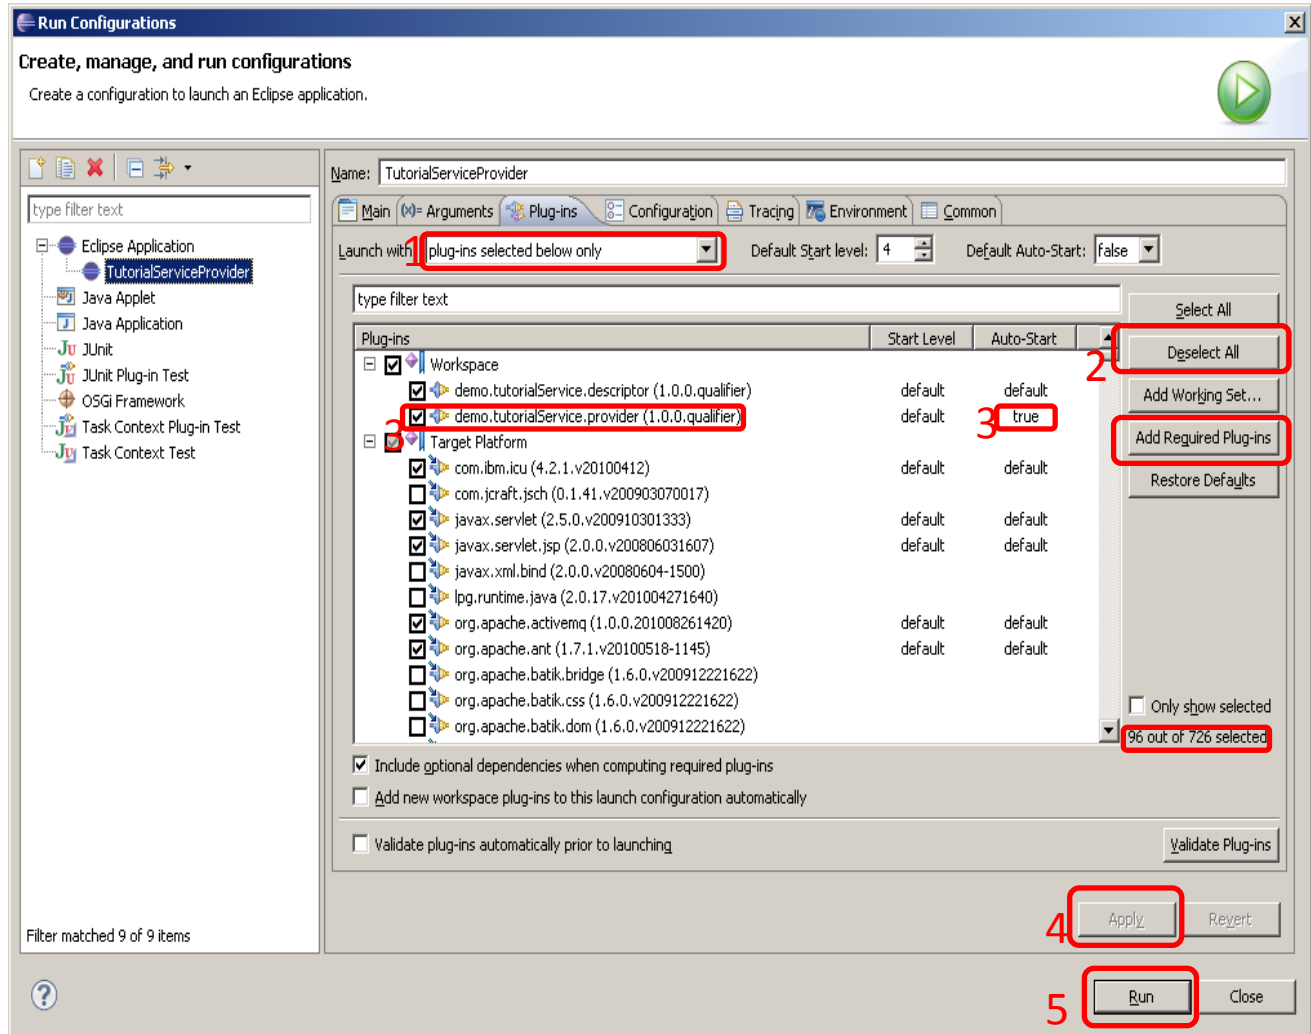 Run Configurations
Create, manage, and run configurations
Create a configuration to launch an Eclipse application.
type filter text
Eclipse Application
TutorialServiceProvider
Java Applet
Java Application
JUnit
JUnit Plug-in Test
OSGi Framework
Task Context Plug-in Test
Task Context Test
Filter matched 9 of 9 items
Name: TutorialServiceProvider
Main (x)= Arguments Plug-ins Configuration Tracing Environment Common
Launch with 1 plug-ins selected below only Default Start level: 4 Default Auto-Start: false
type filter text
Select All
Plug-ins Start Level Auto-Start
2 Deselect All
Workspace
demo.tutorialService.descriptor (1.0.0.qualifier) default default
Add Working Set...
3 demo.tutorialService.provider (1.0.0.qualifier) default 3 true
Add Required Plug-ins
Target Platform
com.ibm.icu (4.2.1.v20100412) default default
Restore Defaults
com.jcraft.jsch (0.1.41.v200903070017)
javax.servlet (2.5.0.v200910301333) default default
javax.servlet.jsp (2.0.0.v200806031607) default default
javax.xml.bind (2.0.0.v20080604-1500)
lpg.runtime.java (2.0.17.v201004271640)
org.apache.activemq (1.0.0.201008261420) default default
org.apache.ant (1.7.1.v20100518-1145) default default
org.apache.batik.bridge (1.6.0.v200912221622)
org.apache.batik.css (1.6.0.v200912221622)
Only show selected
org.apache.batik.dom (1.6.0.v200912221622)
96 out of 726 selected
Include optional dependencies when computing required plug-ins
Add new workspace plug-ins to this launch configuration automatically
Validate plug-ins automatically prior to launching
Validate Plug-ins
4 Apply Revert
5 Run Close